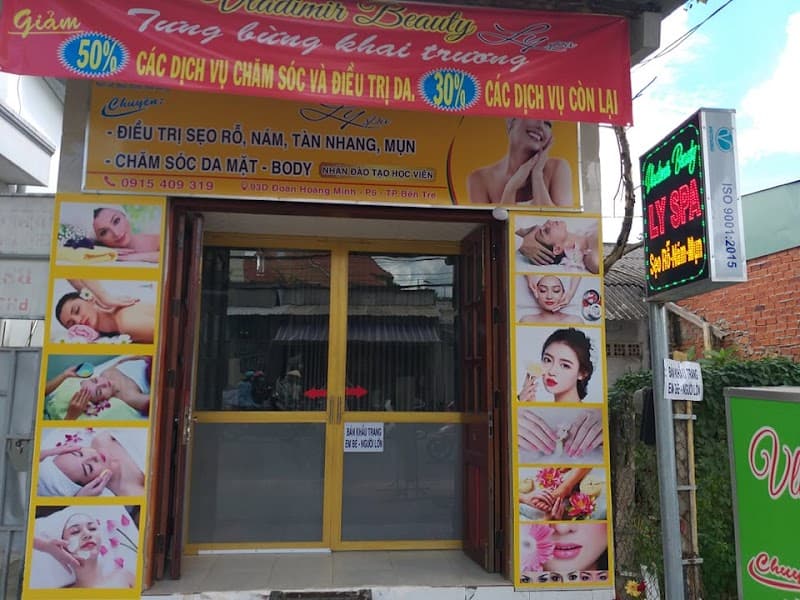 Vladimir Beauty Ly Spa
Giảm
Tưng bừng khai trương
50% CÁC DỊCH VỤ CHĂM SÓC VÀ ĐIỀU TRỊ DA. 30% CÁC DỊCH VỤ CÒN LẠI
Chuyên:
Ly Spa
- ĐIỀU TRỊ SẸO RỖ, NÁM, TÀN NHANG, MỤN
- CHĂM SÓC DA MẶT - BODY NHẬN ĐÀO TẠO HỌC VIÊN
0915 409 319 93D Đoàn Hoàng Minh - P5 - TP.Bến Tre
Vladimir Beauty
LY SPA
Sẹo Rỗ-Nám-Mụn
ISO 9001:2015
BÁN KHẨU TRANG
EM BÉ - NGƯỜI LỚN
BÁN KHẨU TRANG
EM BÉ - NGƯỜI LỚN